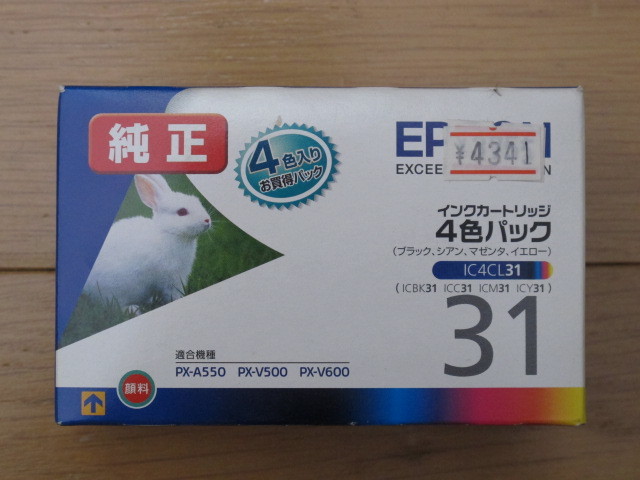 純正
4色入り
お買得パック
EP
¥4341
EXCEE
N
インクカートリッジ
4色パック
(ブラック、シアン、マゼンタ、イエロー)
IC4CL31
(ICBK31 ICC31 ICM31 ICY31)
31
適合機種
PX-A550 PX-V500 PX-V600
顔料